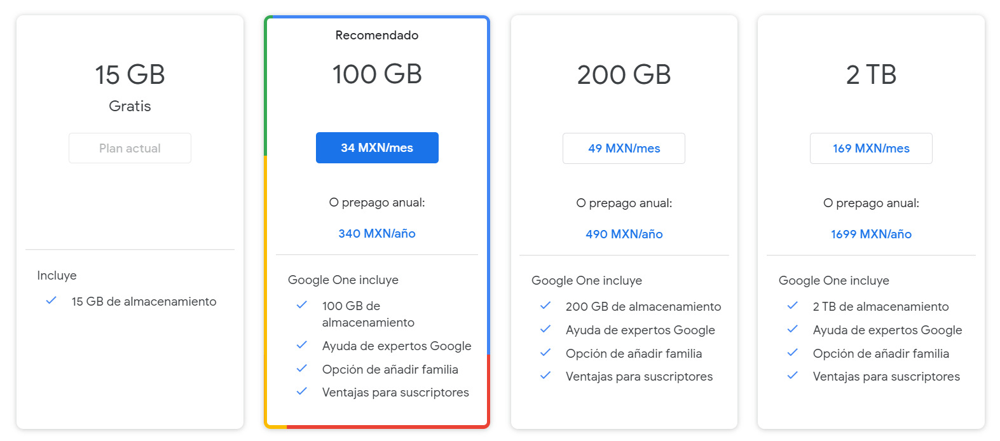 15 GB
Gratis
Plan actual
Incluye
15 GB de almacenamiento
Recomendado
100 GB
34 MXN/mes
O prepago anual:
340 MXN/año
Google One incluye
100 GB de
almacenamiento
Ayuda de expertos Google
Opción de añadir familia
Ventajas para suscriptores
200 GB
49 MXN/mes
O prepago anual:
490 MXN/año
Google One incluye
200 GB de almacenamiento
Ayuda de expertos Google
Opción de añadir familia
Ventajas para suscriptores
2 TB
169 MXN/mes
O prepago anual:
1699 MXN/año
Google One incluye
2 TB de almacenamiento
Ayuda de expertos Google
Opción de añadir familia
Ventajas para suscriptores